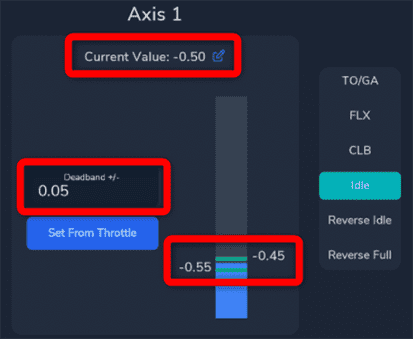 Axis 1
Current Value: -0.50
Deadband +/-
0.05
Set From Throttle
-0.45
-0.55
TO/GA
FLX
CLB
Idle
Reverse Idle
Reverse Full